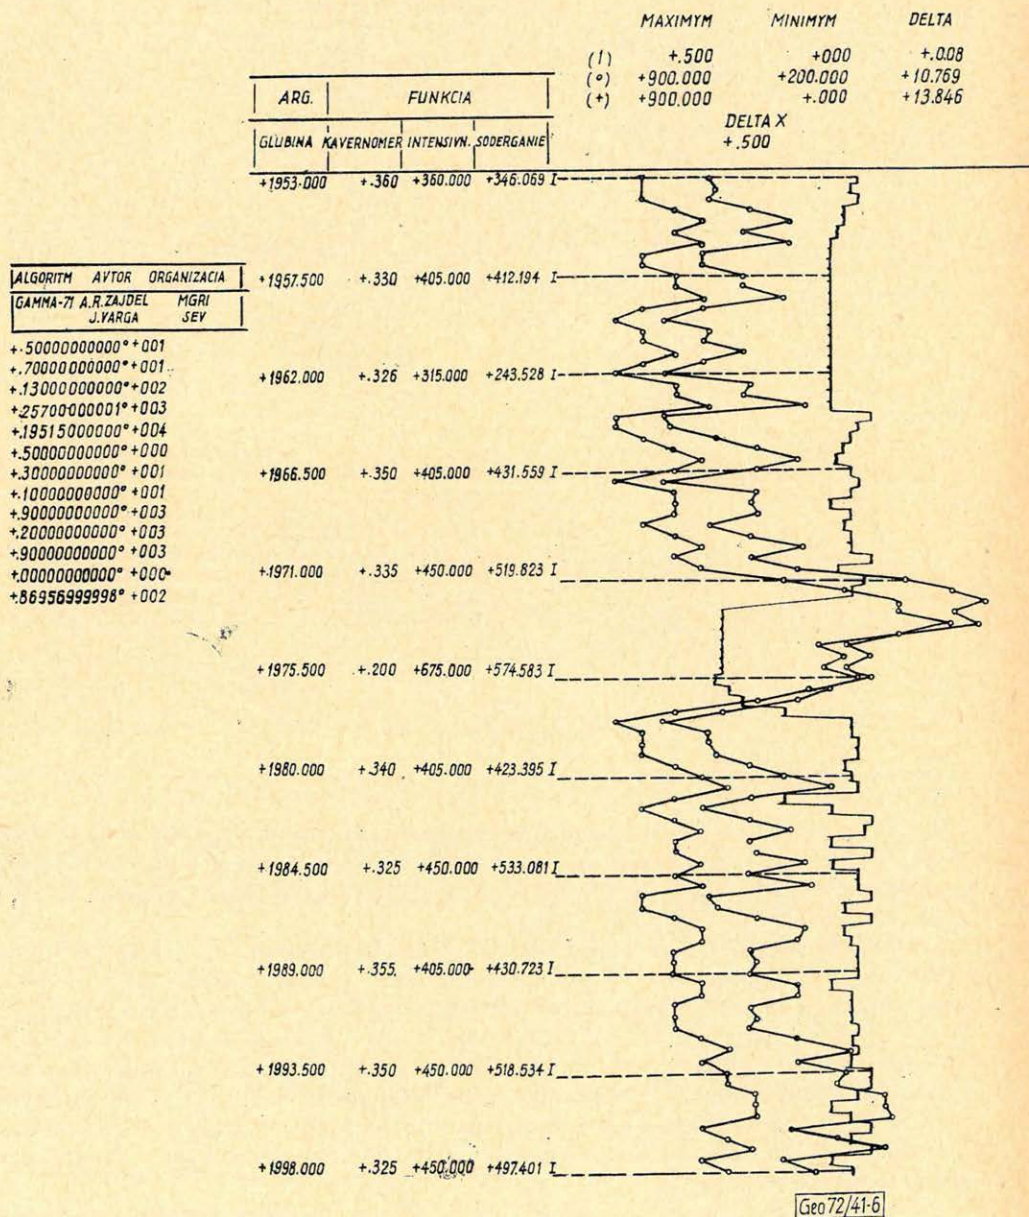 MAXIMYM MINIMYM DELTA
(I) +.500 +000 +.008
(°) +900.000 +200.000 +10.769
(+) +900.000 +.000 +13.846
DELTA X
+.500
ARG. FUNKCIA
GLUBINA KAVERNOMER INTENSIVN. SODERGANIE
+1953.000 +.360 +360.000 +346.069 I
+1957.500 +.330 +405.000 +412.194 I
+1962.000 +.326 +315.000 +243.528 I
+1966.500 +.350 +405.000 +431.559 I
+1971.000 +.335 +450.000 +519.823 I
+1975.500 +.200 +675.000 +574.583 I
+1980.000 +.340 +405.000 +423.395 I
+1984.500 +.325 +450.000 +533.081 I
+1989.000 +.355. +405.000 +430.723 I
+1993.500 +.350 +450.000 +518.534 I
+1998.000 +.325 +450.000 +497.401 I
ALGORITM AVTOR ORGANIZACIA
GAMMA-71 A.R.ZAJDEL MGRI
J.VARGA SEV
+.50000000000°+001
+.70000000000°+001
+.13000000000°+002
+.25700000001°+003
+.19515000000°+004
+.50000000000°+000
+.30000000000°+001
+.10000000000°+001
+.90000000000°+003
+.20000000000°+003
+.90000000000°+003
+.00000000000°+000
+.86956999998°+002
Geo 72/41-6